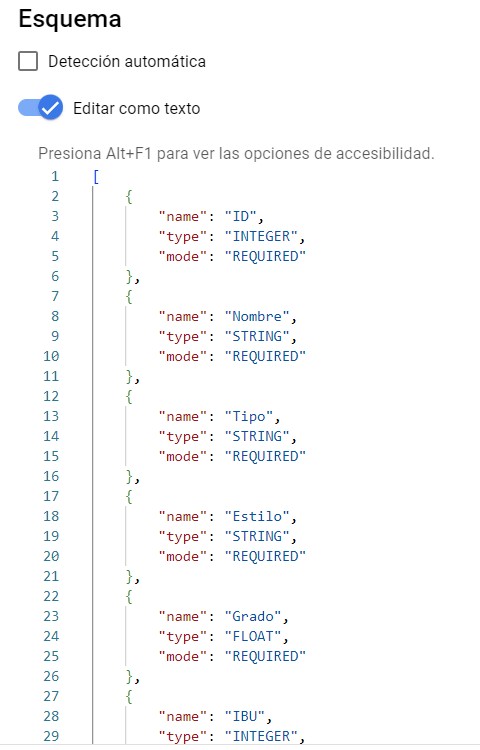 Esquema
Detección automática
Editar como texto
Presiona Alt+F1 para ver las opciones de accesibilidad.
1 [
2 {
3 "name": "ID",
4 "type": "INTEGER",
5 "mode": "REQUIRED"
6 },
7 {
8 "name": "Nombre",
9 "type": "STRING",
10 "mode": "REQUIRED"
11 },
12 {
13 "name": "Tipo",
14 "type": "STRING",
15 "mode": "REQUIRED"
16 },
17 {
18 "name": "Estilo",
19 "type": "STRING",
20 "mode": "REQUIRED"
21 },
22 {
23 "name": "Grado",
24 "type": "FLOAT",
25 "mode": "REQUIRED"
26 },
27 {
28 "name": "IBU",
29 "type": "INTEGER",